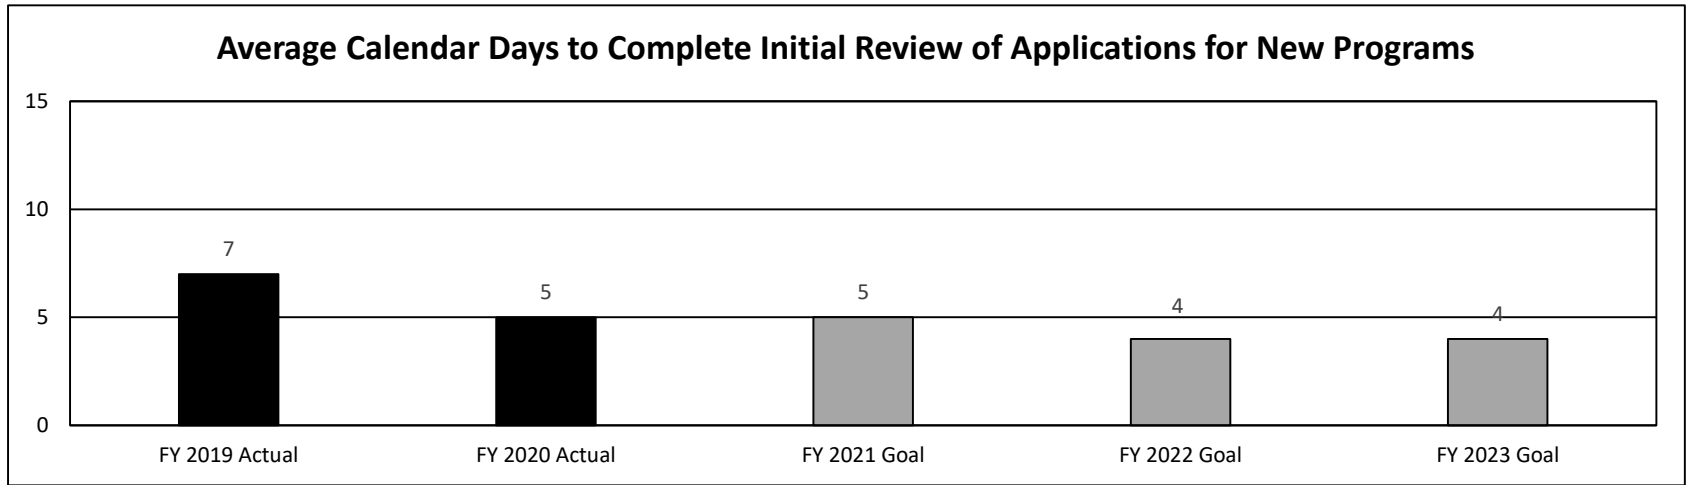 Average Calendar Days to Complete Initial Review of Applications for New Programs
15
10
5
0
7
5
5
4
4
FY 2019 Actual
FY 2020 Actual
FY 2021 Goal
FY 2022 Goal
FY 2023 Goal